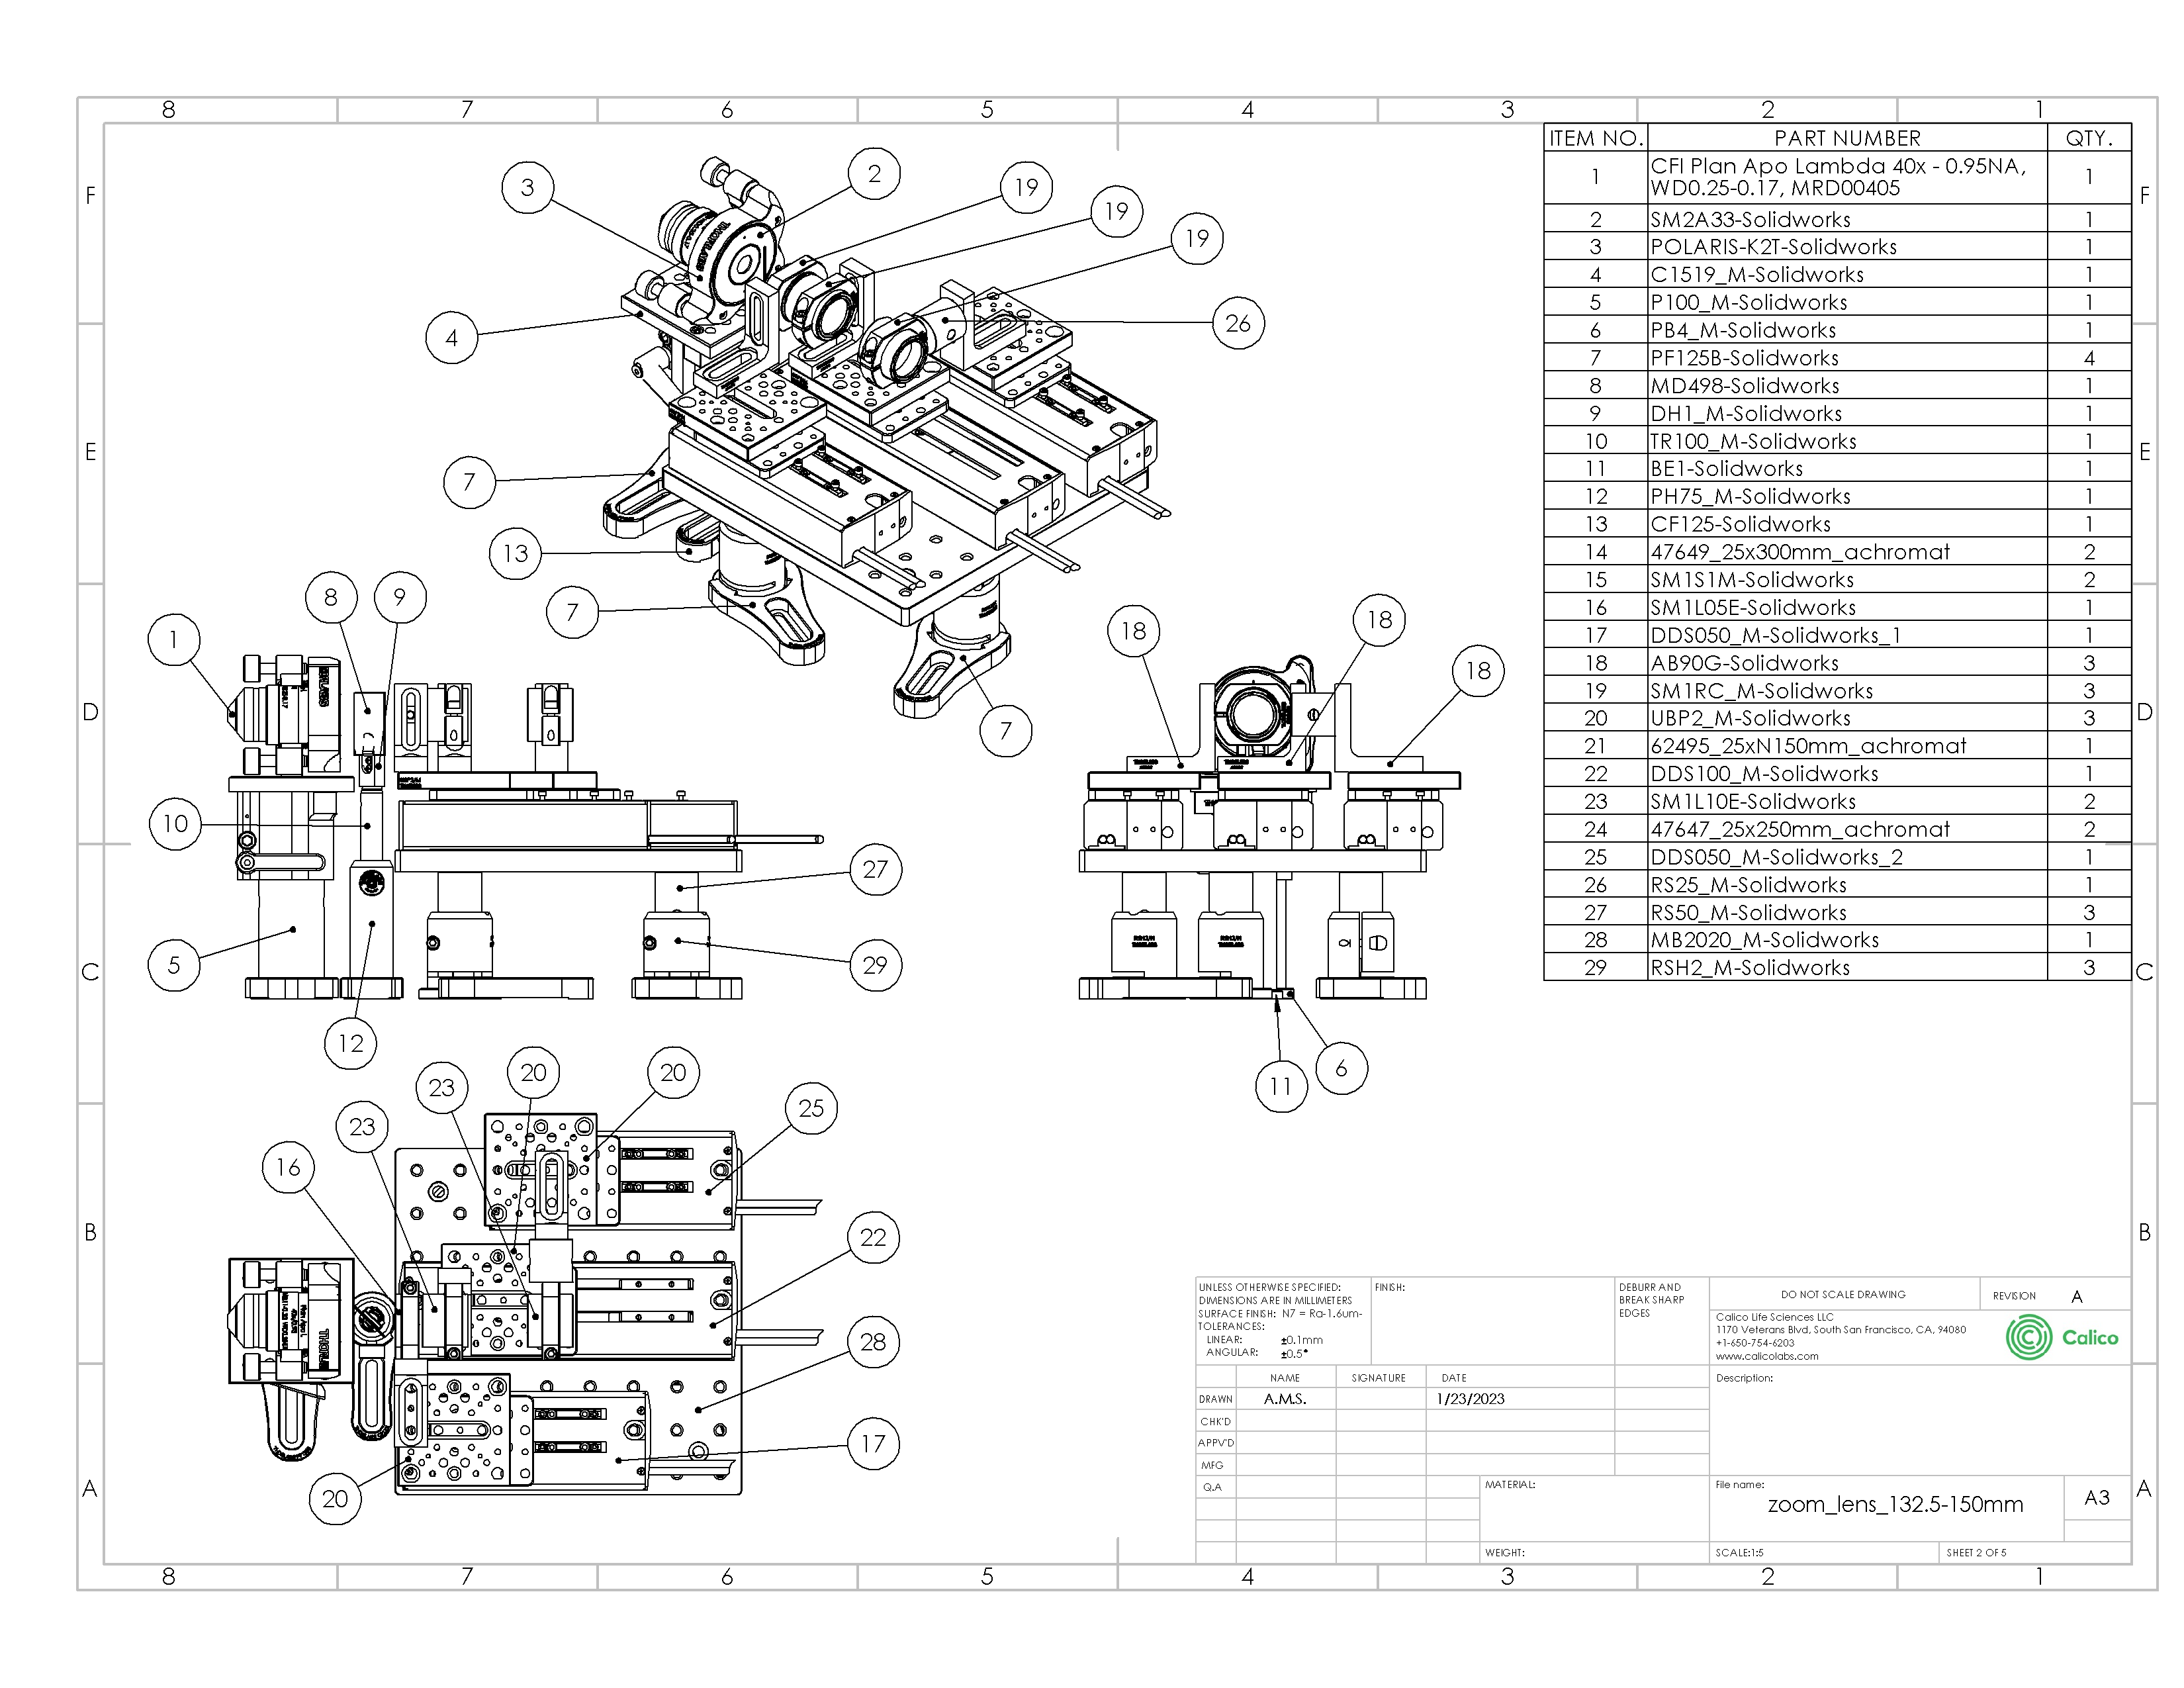 8 7 6 5 4 3 2 1
F
E
D
C
B
A
ITEM NO. PART NUMBER QTY.
1 CFI Plan Apo Lambda 40x - 0.95NA, WD0.25-0.17, MRD00405 1
2 SM2A33-Solidworks 1
3 POLARIS-K2T-Solidworks 1
4 C1519_M-Solidworks 1
5 P100_M-Solidworks 1
6 PB4_M-Solidworks 1
7 PF125B-Solidworks 4
8 MD498-Solidworks 1
9 DH1_M-Solidworks 1
10 TR100_M-Solidworks 1
11 BE1-Solidworks 1
12 PH75_M-Solidworks 1
13 CF125-Solidworks 1
14 47649_25x300mm_achromat 2
15 SM1S1M-Solidworks 2
16 SM1L05E-Solidworks 1
17 DDS050_M-Solidworks_1 1
18 AB90G-Solidworks 3
19 SM1RC_M-Solidworks 3
20 UBP2_M-Solidworks 3
21 62495_25xN150mm_achromat 1
22 DDS100_M-Solidworks 1
23 SM1L10E-Solidworks 2
24 47647_25x250mm_achromat 2
25 DDS050_M-Solidworks_2 1
26 RS25_M-Solidworks 1
27 RS50_M-Solidworks 3
28 MB2020_M-Solidworks 1
29 RSH2_M-Solidworks 3
F
E
D
C
B
A
3
2
19
19
19
26
4
7
13
7
7
THORLABS
8
9
1
10
5
12
27
29
18
18
18
11
6
20
20
23
23
25
16
22
28
17
20
UNLESS OTHERWISE SPECIFIED:
DIMENSIONS ARE IN MILLIMETERS
SURFACE FINISH: N7 = Ra-1.6um-
TOLERANCES:
LINEAR: ±0.1mm
ANGULAR: ±0.5°
FINISH:
DEBURR AND
BREAK SHARP
EDGES
DO NOT SCALE DRAWING
REVISION A
Calico Life Sciences LLC
1170 Veterans Blvd, South San Francisco, CA, 94080
+1-650-754-6203
www.calicolabs.com
Calico
NAME SIGNATURE DATE
DRAWN A.M.S. 1/23/2023
CHK'D
APPV'D
MFG
Q.A
Description:
MATERIAL:
File name:
zoom_lens_132.5-150mm
A3
WEIGHT:
SCALE:1:5
SHEET 2 OF 5
8 7 6 5 4 3 2 1